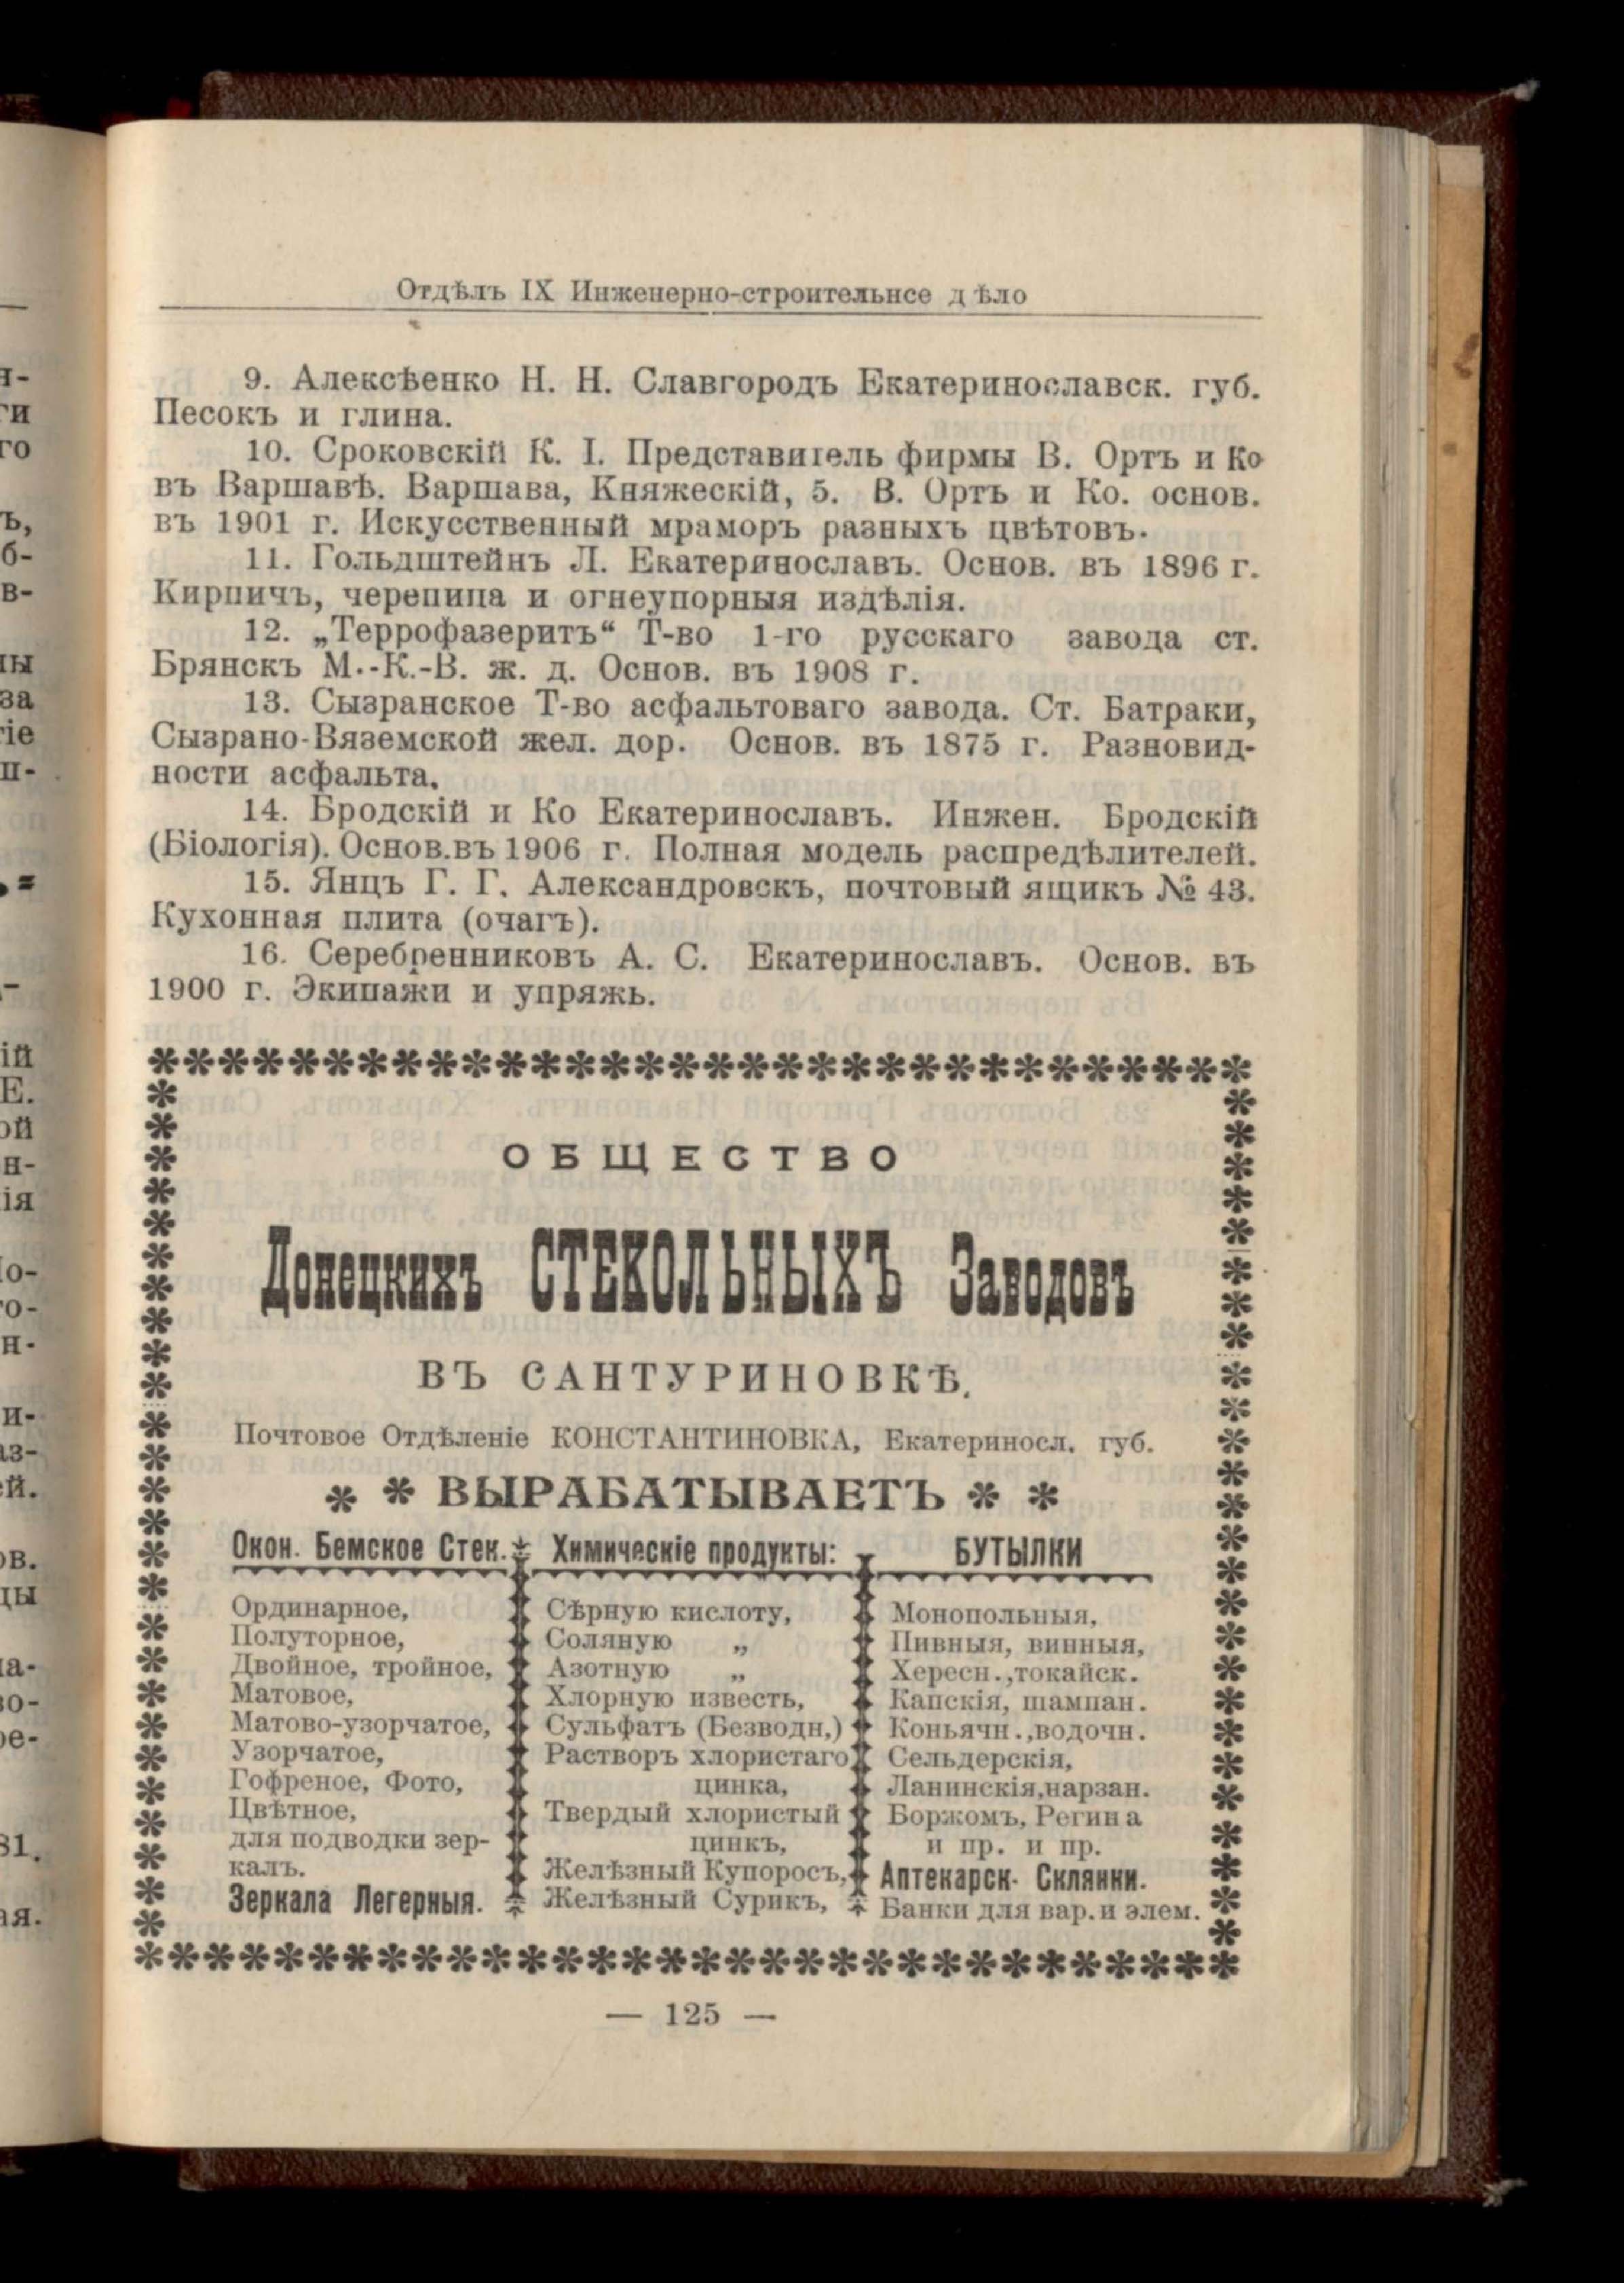 Отдѣлъ IX Инженерно-строительнсе дѣло
9. Алексѣенко Н. Н. Славгородъ Екатеринославск. губ.
Песокъ и глина.
10. Сроковскій К. І. Представитель фирмы В. Ортъ и Ко
въ Варшавѣ. Варшава, Княжескій, 5. В. Ортъ и Ко. основ.
въ 1901 г. Искусственный мраморъ разныхъ цвѣтовъ.
11. Гольдштейнъ Л. Екатеринославъ. Основ. въ 1896 г.
Кирпичъ, черепица и огнеупорныя издѣлія.
12. „Террофазеритъ“ Т-во 1-го русскаго завода ст.
Брянскъ М.-К.-В. ж. д. Основ. въ 1908 г.
13. Сызранское Т-во асфальтоваго завода. Ст. Батраки,
Сызрано-Вяземской жел. дор. Основ. въ 1875 г. Разновид-
ности асфальта.
14. Бродскій и Ко Екатеринославъ. Инжен. Бродскій
(Біологія). Основ.въ 1906 г. Полная модель распредѣлителей.
15. Янцъ Г. Г. Александровскъ, почтовый ящикъ № 43.
Кухонная плита (очагъ).
16. Серебренниковъ А. С. Екатеринославъ. Основ. въ
1900 г. Экипажи и упряжь.
ОБЩЕСТВО
Донецкихъ СТЕКОЛЬНЫХЪ Заводовъ
ВЪ САНТУРИНОВКѢ.
Почтовое Отдѣленіе КОНСТАНТИНОВКА, Екатериносл. губ.
ВЫРАБАТЫВАЕТЪ
Окон. Бемское Стек.
Ординарное,
Полуторное,
Двойное, тройное,
Матовое,
Матово-узорчатое,
Узорчатое,
Гофреное, Фото,
Цвѣтное,
для подводки зер-
калъ.
Зеркала Легерныя.
Химическіе продукты:
Сѣрную кислоту,
Соляную „
Азотную „
Хлорную известь,
Сульфатъ (Безводн,)
Растворъ хлористаго
цинка,
Твердый хлористый
цинкъ,
Желѣзный Купоросъ,
Желѣзный Сурикъ,
БУТЫЛКИ
Монопольныя,
Пивныя, винныя,
Хересн.,токайск.
Капскія, шампан.
Коньячн.,водочн.
Сельдерскія,
Ланинскія,нарзан.
Боржомъ, Регина
и пр. и пр.
Аптекарск. Склянки.
Банки для вар.и элем.
— 125 —